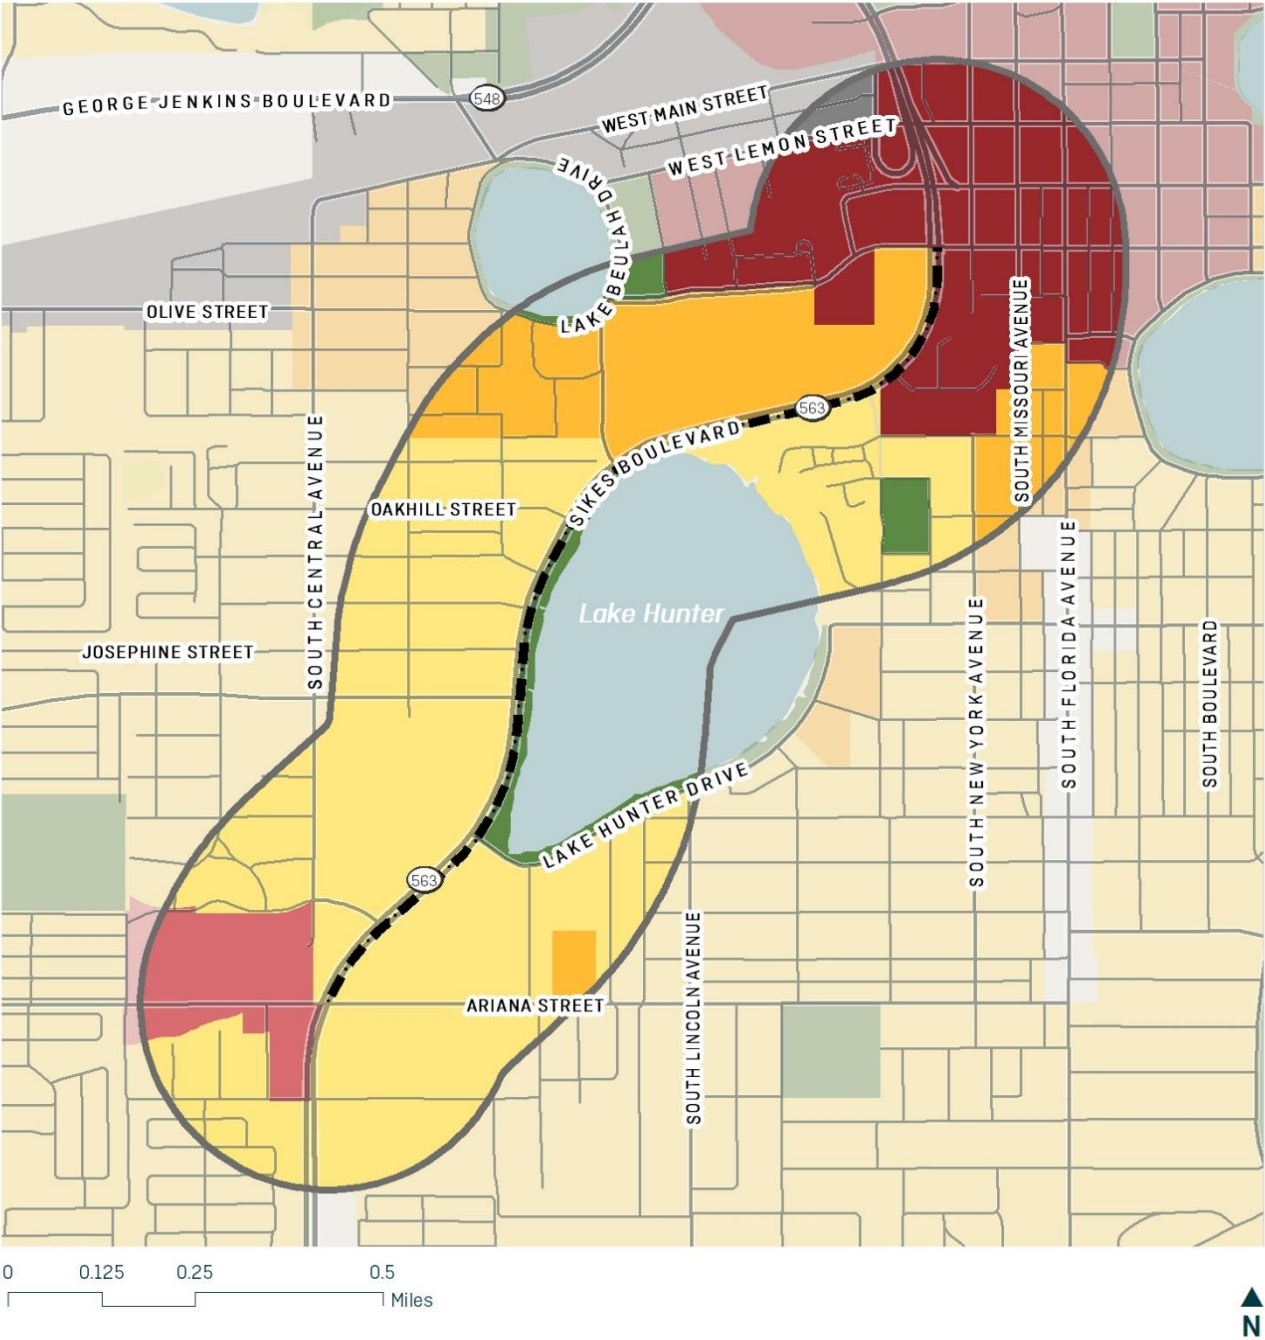 GEORGE JENKINS BOULEVARD
548
WEST MAIN STREET
WEST LEMON STREET
LAKE BEULAH DRIVE
OLIVE STREET
SOUTH MISSOURI AVENUE
563
SIKES BOULEVARD
SOUTH CENTRAL AVENUE
OAKHILL STREET
Lake Hunter
SOUTH FLORIDA AVENUE
JOSEPHINE STREET
SOUTH NEW YORK AVENUE
SOUTH BOULEVARD
LAKE HUNTER DRIVE
563
SOUTH LINCOLN AVENUE
ARIANA STREET
0 0.125 0.25 0.5
Miles
N